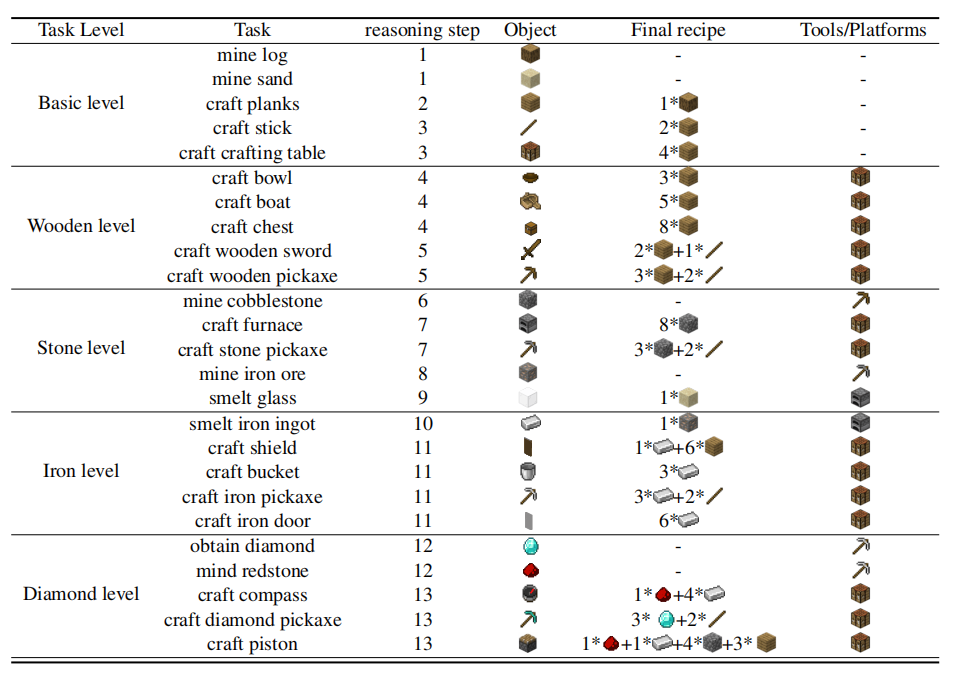 Task Level Task reasoning step Object Final recipe Tools/Platforms
mine log 1 - -
mine sand 1 - -
Basic level craft planks 2 1* -
craft stick 3 2* -
craft crafting table 3 4* -
craft bowl 4 3*
craft boat 4 5*
Wooden level craft chest 4 8*
craft wooden sword 5 2*+1*
craft wooden pickaxe 5 3*+2*
mine cobblestone 6 -
craft furnace 7 8*
Stone level craft stone pickaxe 7 3*+2*
mine iron ore 8 -
smelt glass 9 1*
smelt iron ingot 10 1*
craft shield 11 1*+6*
Iron level craft bucket 11 3*
craft iron pickaxe 11 3*+2*
craft iron door 11 6*
obtain diamond 12 -
mind redstone 12 -
Diamond level craft compass 13 1*+4*
craft diamond pickaxe 13 3*+2*
craft piston 13 1*+1*+4*+3*